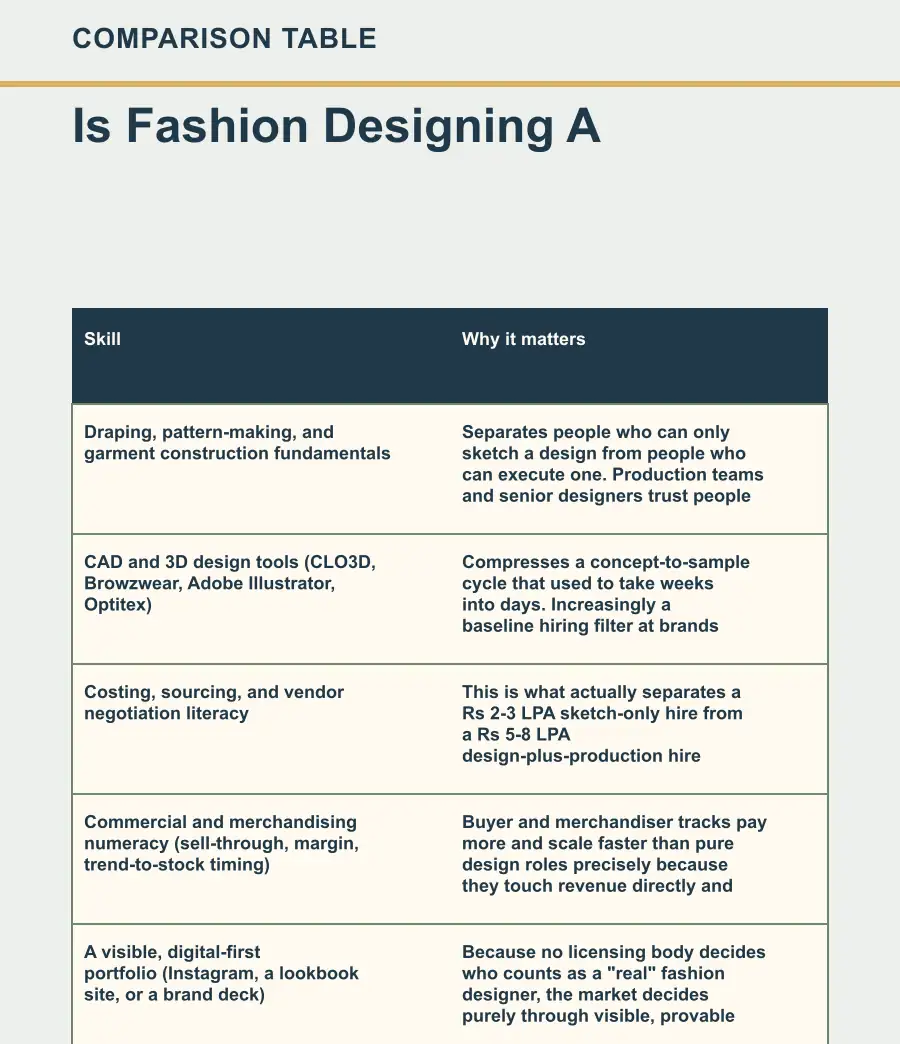 COMPARISON TABLE
Is Fashion Designing A
Skill
Why it matters
Draping, pattern-making, and
garment construction fundamentals
Separates people who can only
sketch a design from people who
can execute one. Production teams
and senior designers trust people
CAD and 3D design tools (CLO3D,
Browzwear, Adobe Illustrator,
Optitex)
Compresses a concept-to-sample
cycle that used to take weeks
into days. Increasingly a
baseline hiring filter at brands
Costing, sourcing, and vendor
negotiation literacy
This is what actually separates a
Rs 2-3 LPA sketch-only hire from
a Rs 5-8 LPA
design-plus-production hire
Commercial and merchandising
numeracy (sell-through, margin,
trend-to-stock timing)
Buyer and merchandiser tracks pay
more and scale faster than pure
design roles precisely because
they touch revenue directly and
A visible, digital-first
portfolio (Instagram, a lookbook
site, or a brand deck)
Because no licensing body decides
who counts as a "real" fashion
designer, the market decides
purely through visible, provable